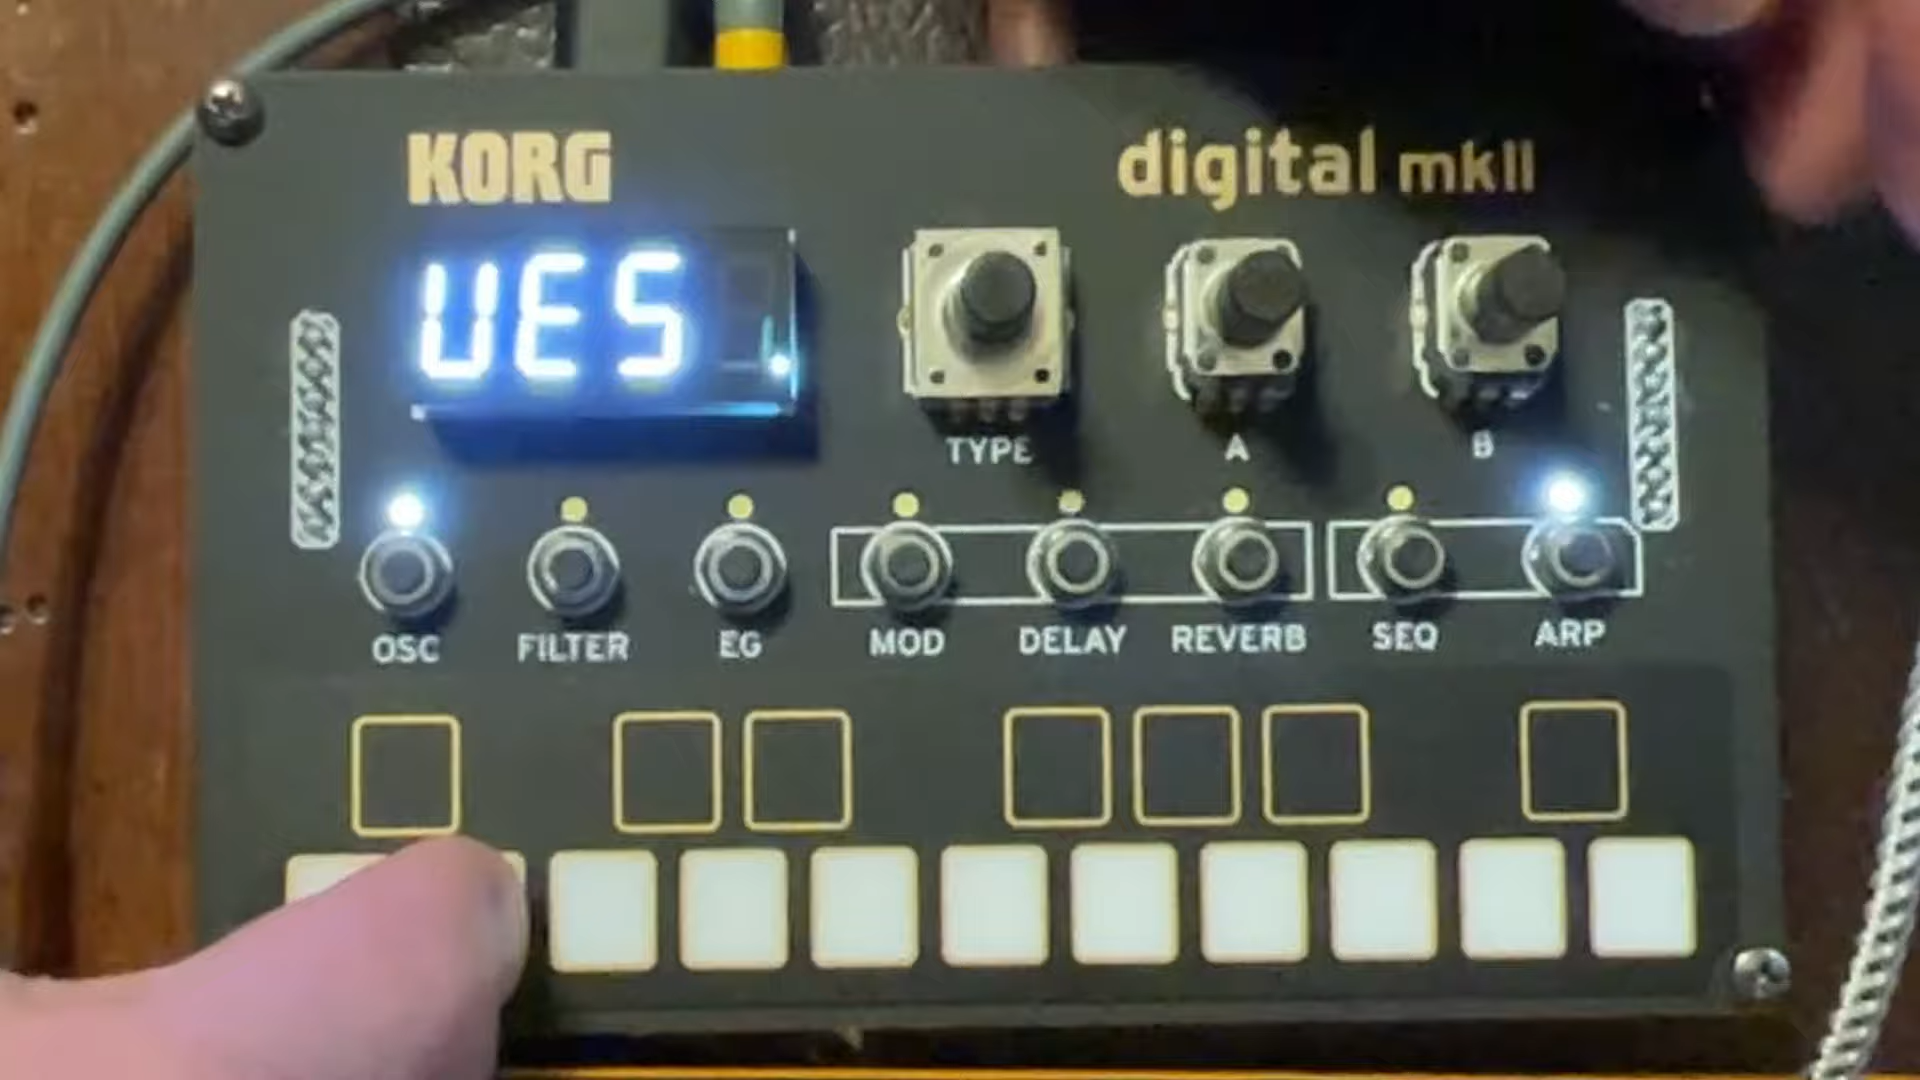 KORG
digital mkII
UES
TYPE
A
B
OSC
FILTER
EG
MOD
DELAY
REVERB
SEQ
ARP